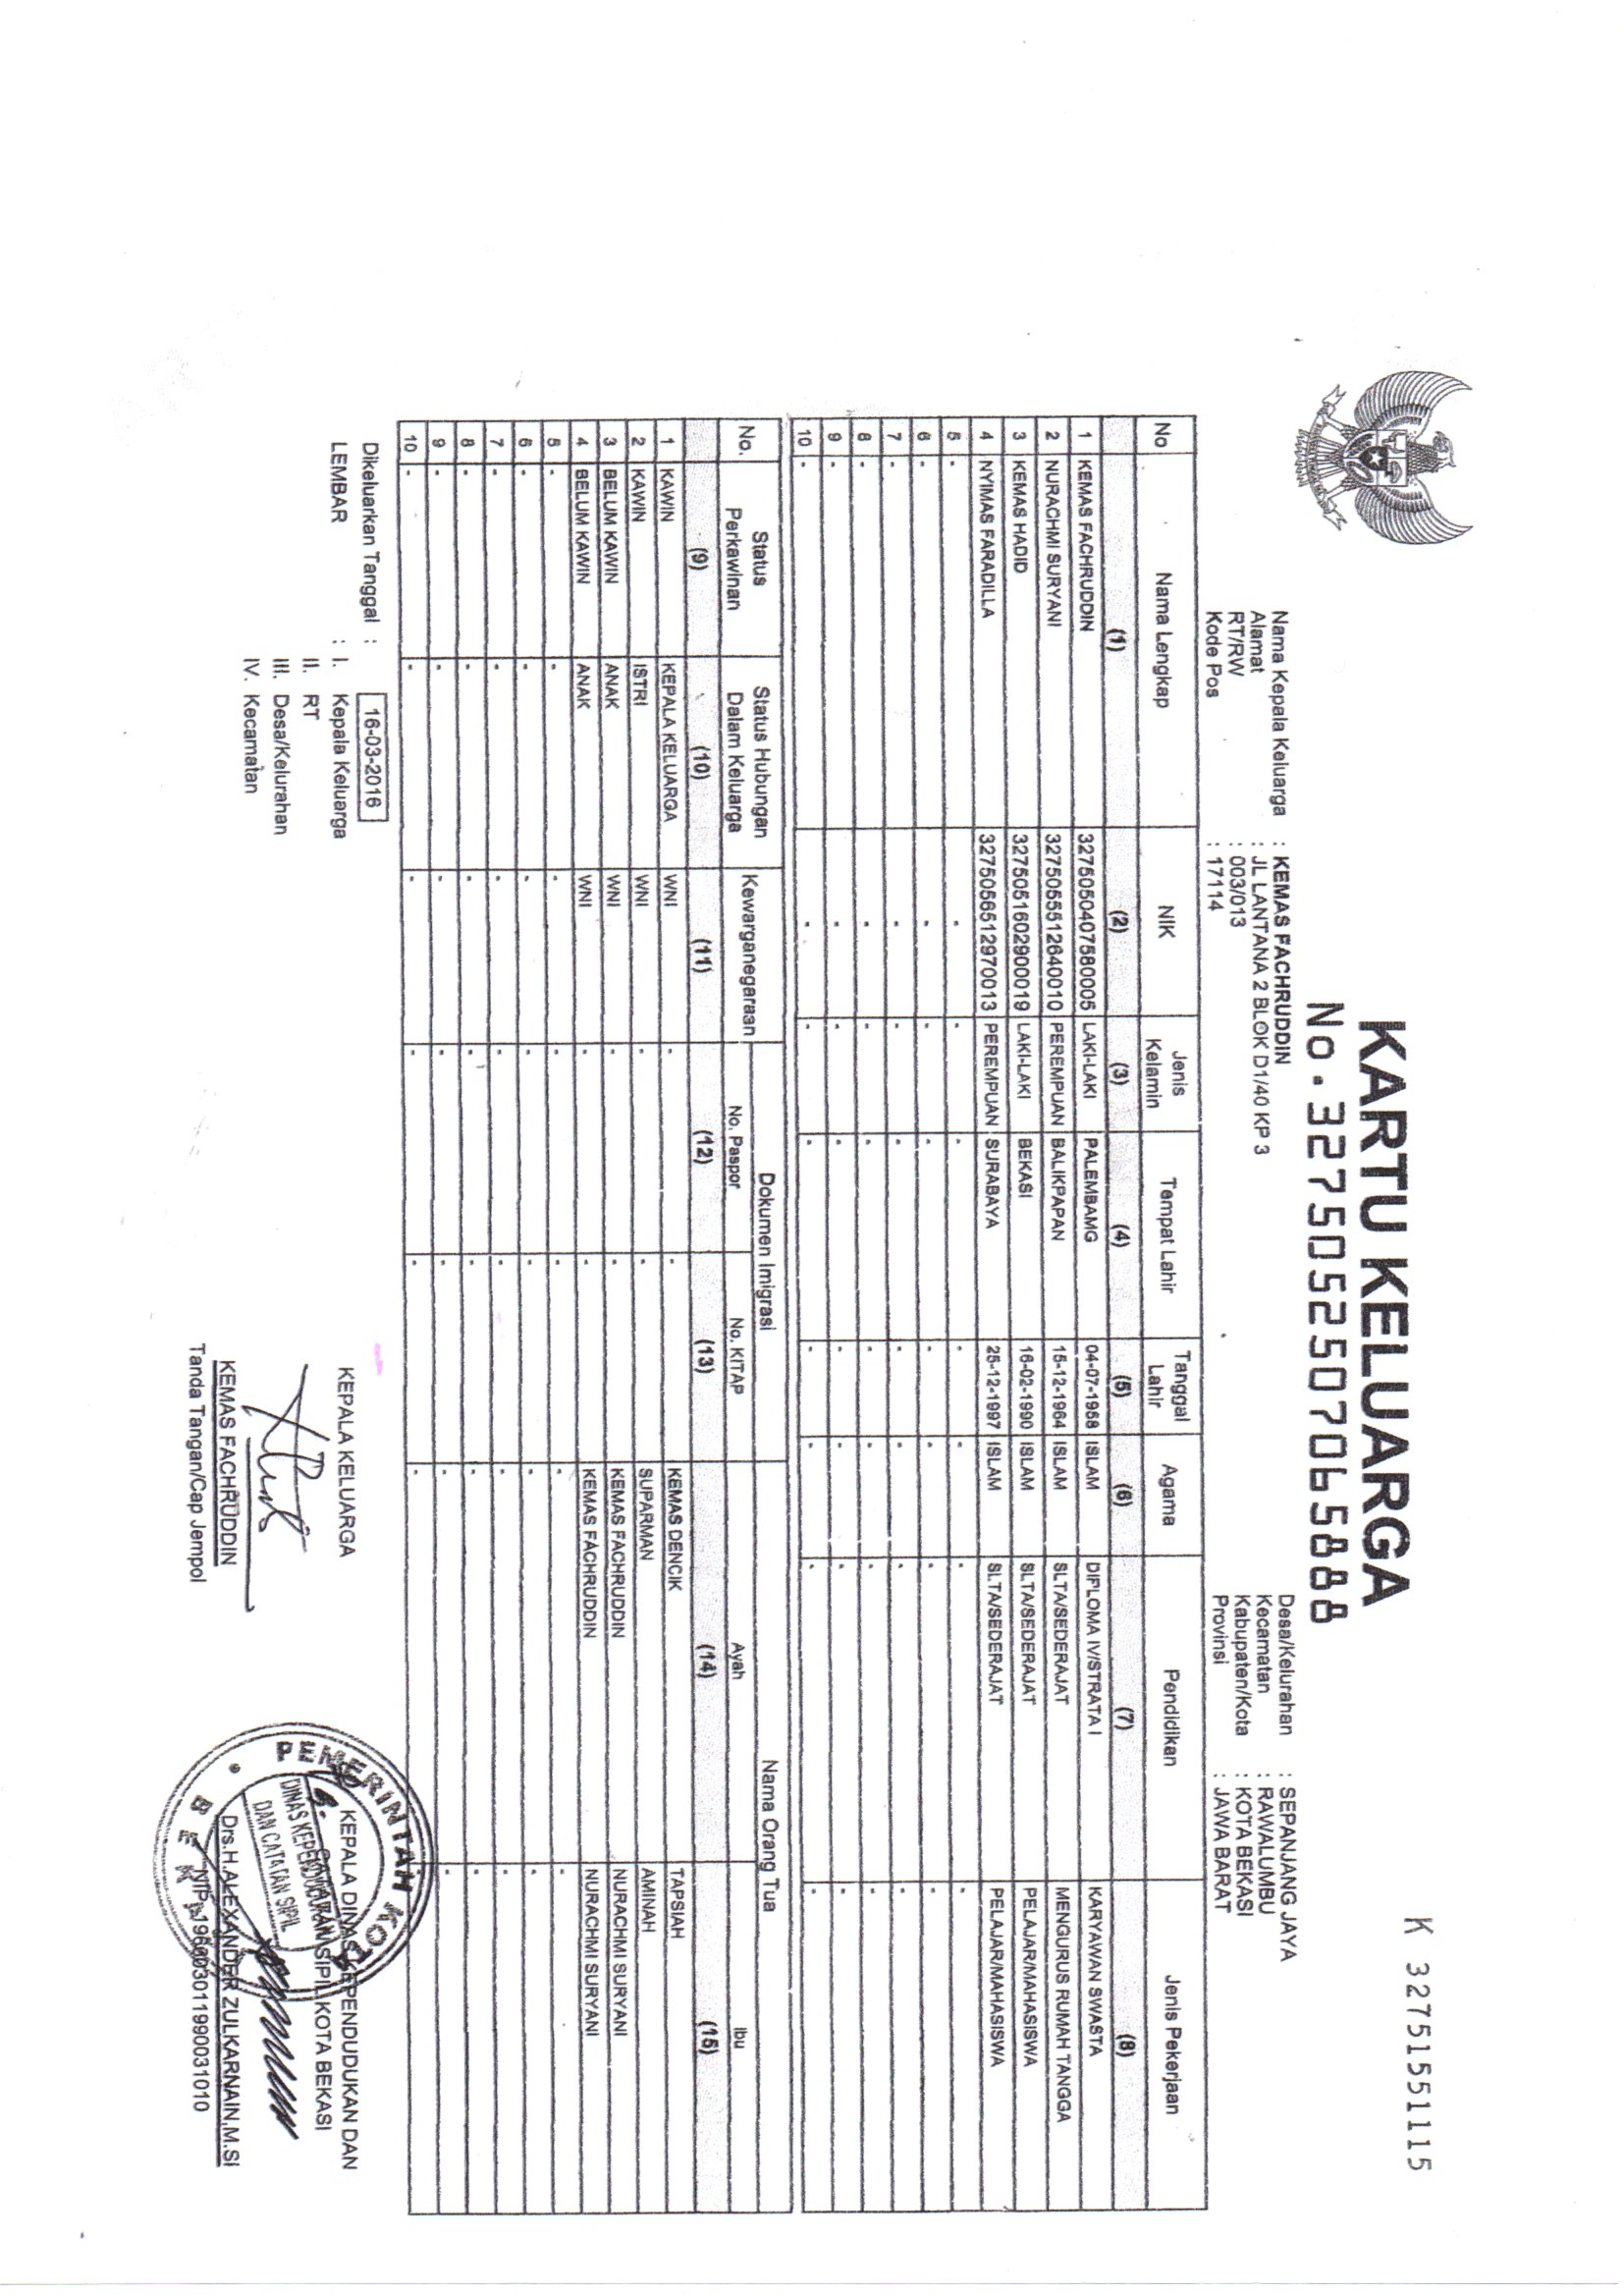 K 32751551115
KARTU KELUARGA
No. 3275052507065888
Nama Kepala Keluarga : KEMAS FACHRUDDIN
Alamat : JL LANTANA 2 BLOK D1/40 KP 3
RT/RW : 003/013
Kode Pos : 17114
Desa/Kelurahan : SEPANJANG JAYA
Kecamatan : RAWALUMBU
Kabupaten/Kota : KOTA BEKASI
Provinsi : JAWA BARAT
No Nama Lengkap NIK Jenis Kelamin Tempat Lahir Tanggal Lahir Agama Pendidikan Jenis Pekerjaan
(1) (2) (3) (4) (5) (6) (7) (8)
1 KEMAS FACHRUDDIN 3275050407580005 LAKI-LAKI PALEMBAMG 04-07-1958 ISLAM DIPLOMA IV/STRATA I KARYAWAN SWASTA
2 NURACHMI SURYANI 3275055512640010 PEREMPUAN BALIKPAPAN 15-12-1964 ISLAM SLTA/SEDERAJAT MENGURUS RUMAH TANGGA
3 KEMAS HADID 3275051602900019 LAKI-LAKI BEKASI 16-02-1990 ISLAM SLTA/SEDERAJAT PELAJAR/MAHASISWA
4 NYIMAS FARADILLA 3275056512970013 PEREMPUAN SURABAYA 25-12-1997 ISLAM SLTA/SEDERAJAT PELAJAR/MAHASISWA
5 - - - - - - - -
6 - - - - - - - -
7 - - - - - - - -
8 - - - - - - - -
9 - - - - - - - -
10 - - - - - - - -
No. Status Perkawinan Status Hubungan Dalam Keluarga Kewarganegaraan Dokumen Imigrasi Nama Orang Tua
No. Paspor No. KITAP Ayah Ibu
(9) (10) (11) (12) (13) (14) (15)
1 KAWIN KEPALA KELUARGA WNI - - KEMAS DENCIK TAPSIAH
2 KAWIN ISTRI WNI - - SUPARMAN AMINAH
3 BELUM KAWIN ANAK WNI - - KEMAS FACHRUDDIN NURACHMI SURYANI
4 BELUM KAWIN ANAK WNI - - KEMAS FACHRUDDIN NURACHMI SURYANI
5 - - - - - - -
6 - - - - - - -
7 - - - - - - -
8 - - - - - - -
9 - - - - - - -
10 - - - - - - -
Dikeluarkan Tanggal : 16-03-2016
LEMBAR : I. Kepala Keluarga
II. RT
III. Desa/Kelurahan
IV. Kecamatan
KEPALA KELUARGA
KEMAS FACHRUDDIN
Tanda Tangan/Cap Jempol
KEPALA DINAS KEPENDUDUKAN DAN
CATATAN SIPIL KOTA BEKASI
PEMERINTAH KOTA
DINAS KEPENDUDUKAN
DAN CATATAN SIPIL
BEKASI
Drs.H.ALEXANDER ZULKARNAIN,M.SI
NIP. 196603011990031010